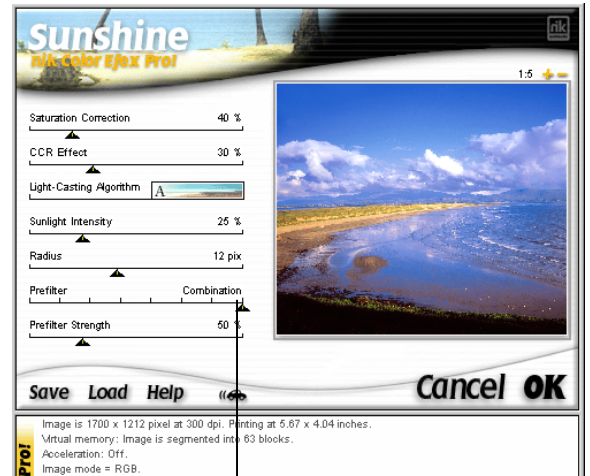 Sunshine
nik Color Efex Pro!
nik
1:5 + −
Saturation Correction 40 %
CCR Effect 30 %
Light-Casting Algorithm A
Sunlight Intensity 25 %
Radius 12 pix
Prefilter Combination
Prefilter Strength 50 %
Save Load Help Cancel OK
Image is 1700 x 1212 pixel at 300 dpi. Printing at 5.67 x 4.04 inches.
Virtual memory: Image is segmented into 63 blocks.
Acceleration: Off.
Image mode = RGB.
Pro!